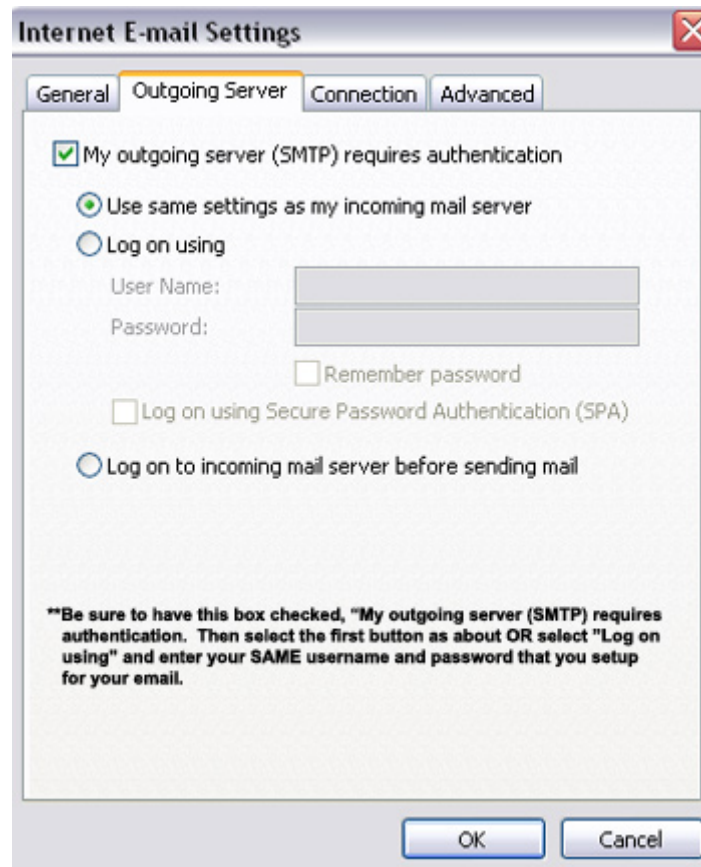 Internet E-mail Settings
General Outgoing Server Connection Advanced
My outgoing server (SMTP) requires authentication
Use same settings as my incoming mail server
Log on using
User Name:
Password:
Remember password
Log on using Secure Password Authentication (SPA)
Log on to incoming mail server before sending mail
**Be sure to have this box checked, "My outgoing server (SMTP) requires
authentication. Then select the first button as about OR select "Log on
using" and enter your SAME username and password that you setup
for your email.
OK Cancel